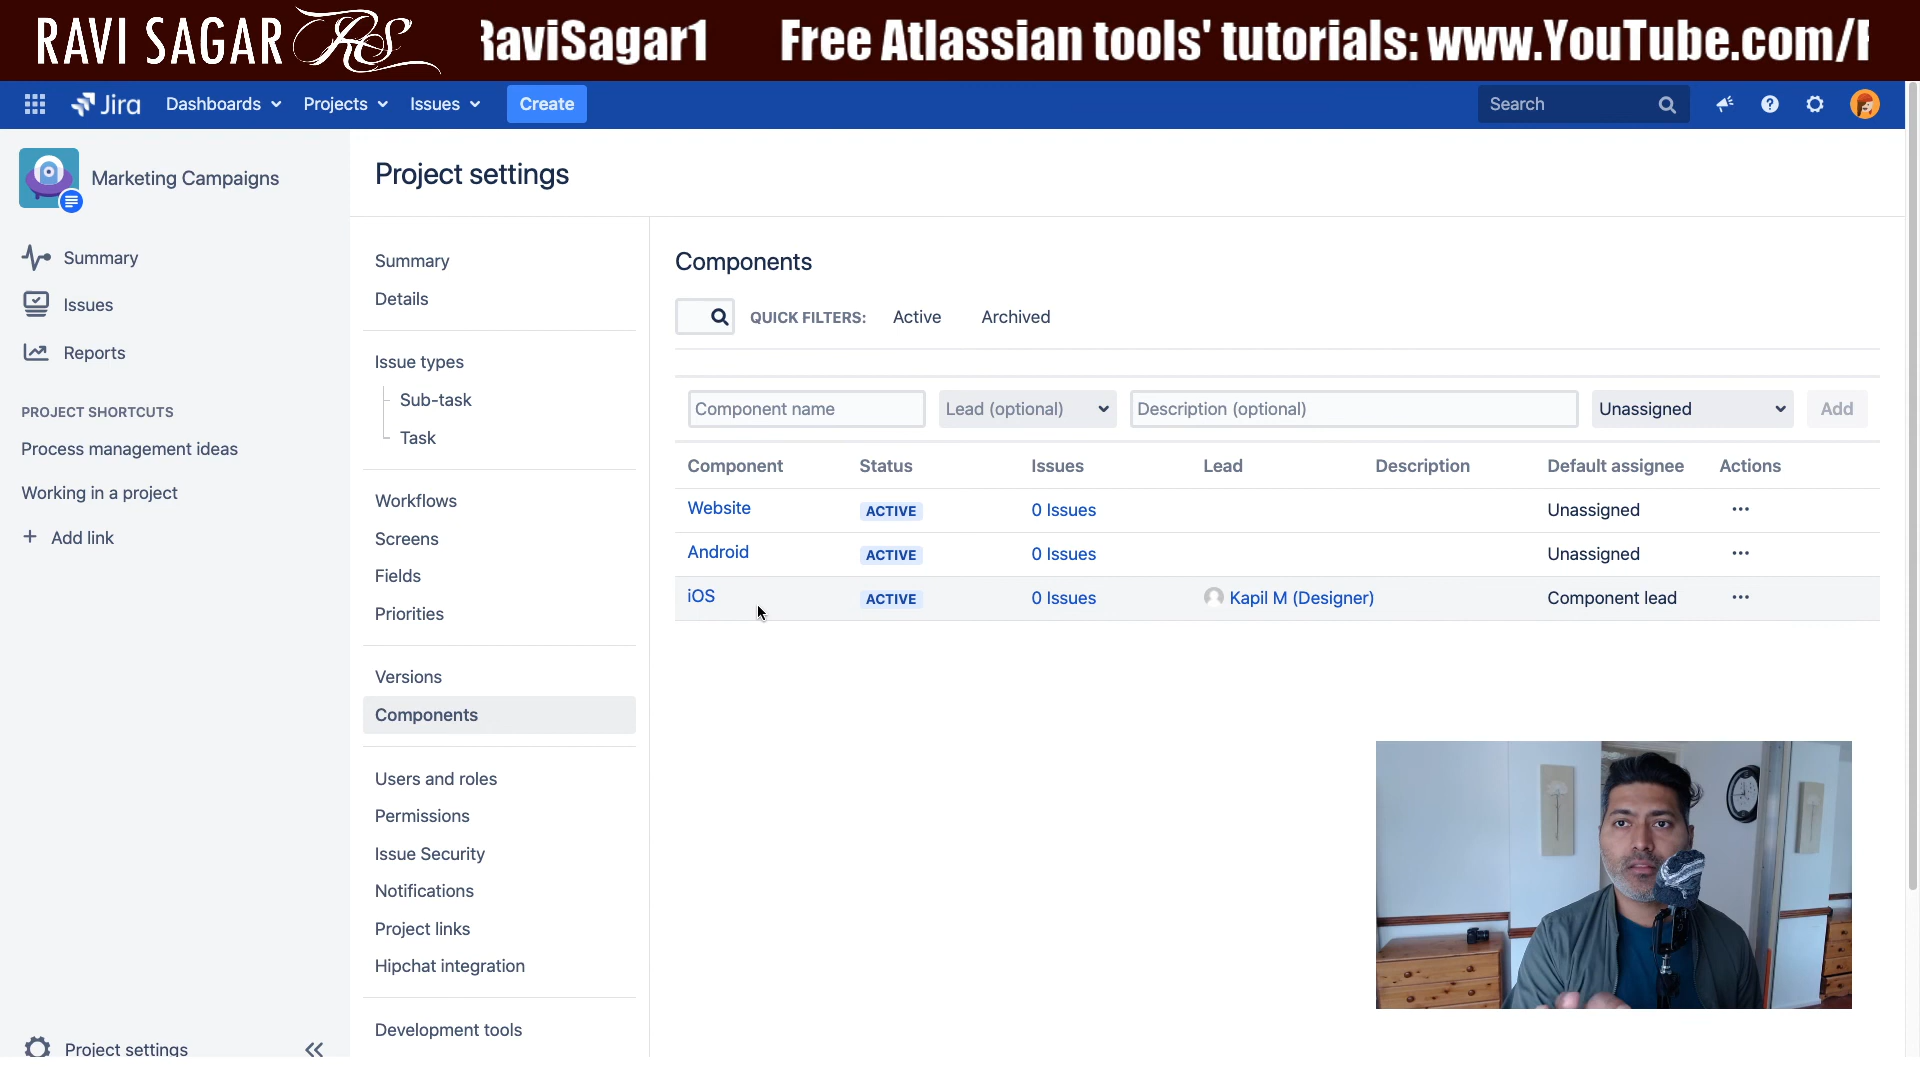 RAVI SAGAR RS
RaviSagar1 Free Atlassian tools' tutorials: www.YouTube.com/
Jira Dashboards Projects Issues Create Search
Marketing Campaigns
Summary
Issues
Reports
PROJECT SHORTCUTS
Process management ideas
Working in a project
+ Add link
Project settings
Project settings
Summary
Details
Issue types
Sub-task
Task
Workflows
Screens
Fields
Priorities
Versions
Components
Users and roles
Permissions
Issue Security
Notifications
Project links
Hipchat integration
Development tools
Components
QUICK FILTERS: Active Archived
Component name Lead (optional) Description (optional) Unassigned Add
Component Status Issues Lead Description Default assignee Actions
Website ACTIVE 0 Issues Unassigned ···
Android ACTIVE 0 Issues Unassigned ···
iOS ACTIVE 0 Issues Kapil M (Designer) Component lead ···